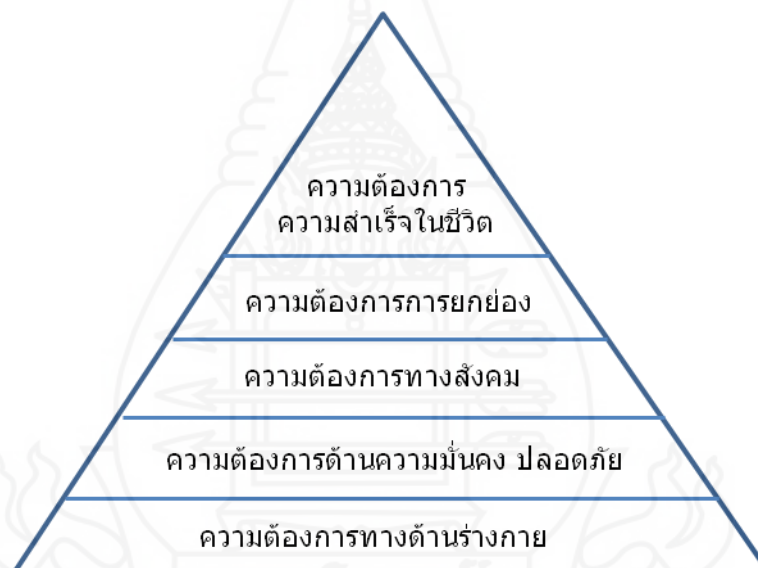 ความต้องการ
ความสำเร็จในชีวิต
ความต้องการการยกย่อง
ความต้องการทางสังคม
ความต้องการด้านความมั่นคง ปลอดภัย
ความต้องการทางด้านร่างกาย